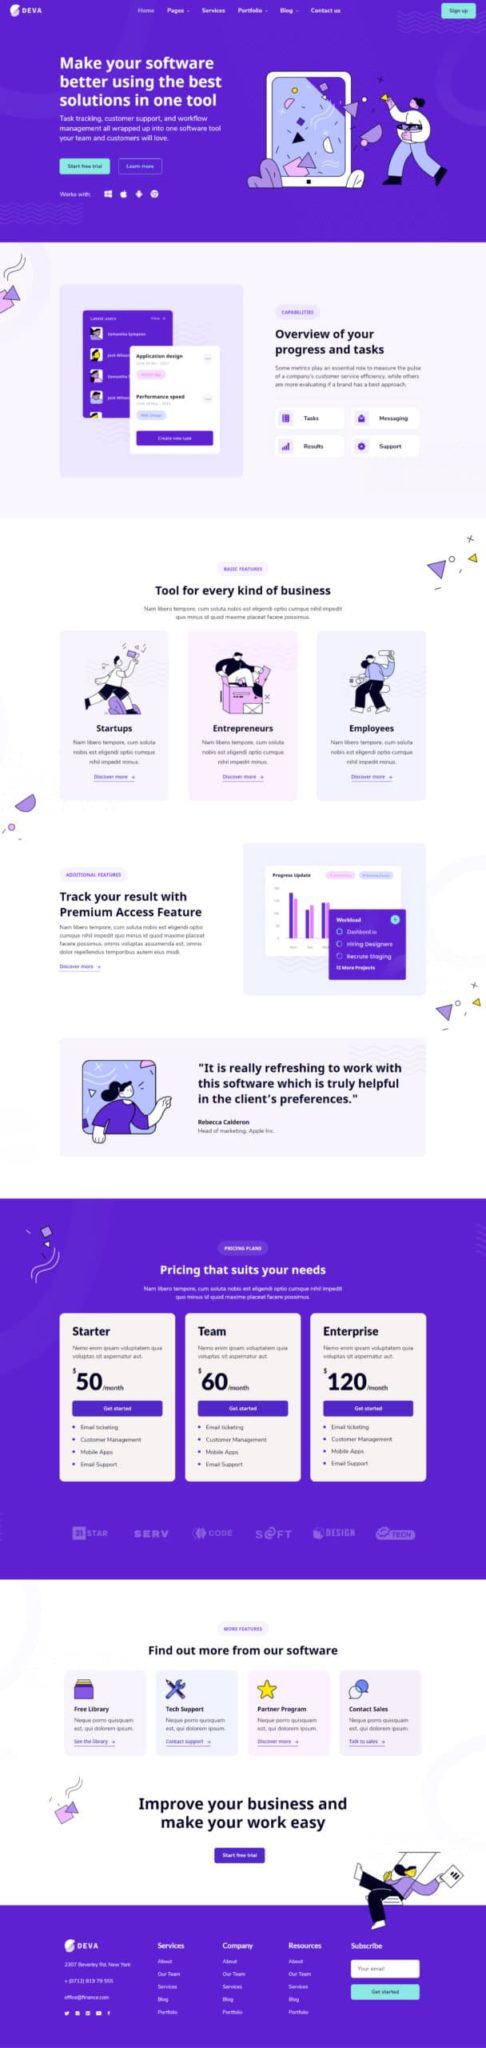 DEVA
Home Pages Services Portfolio Blog Contact us
Sign up
Make your software
better using the best
solutions in one tool
Task tracking, customer support, and workflow
management all wrapped up into one software tool
your team and customers will love.
Start free trial
Learn more
Works with:
Latest users
View
Samantha Sympson
Jack Wilson
Samantha
Jack Wilson
Application design
Performance speed
Web Design
Create new task
CAPABILITIES
Overview of your
progress and tasks
Some metrics play an essential role to measure the pulse
of a company's customer service efficiency, while others
are more evaluating if a brand has a best approach.
Tasks
Messaging
Results
Support
BASIC FEATURES
Tool for every kind of business
Nam libero tempore, cum soluta nobis est eligendi optio cumque nihil impedit
quo minus id quod maxime placeat facere possimus.
Startups
Nam libero tempore, cum soluta
nobis est eligendi optio cumque
nihil impedit minus.
Discover more
Entrepreneurs
Nam libero tempore, cum soluta
nobis est eligendi optio cumque
nihil impedit minus.
Discover more
Employees
Nam libero tempore, cum soluta
nobis est eligendi optio cumque
nihil impedit minus.
Discover more
ADDITIONAL FEATURES
Track your result with
Premium Access Feature
Nam libero tempore, cum soluta nobis est eligendi optio
cumque nihil impedit quo minus id quod maxime placeat
facere possimus, omnis voluptas assumenda est, omnis
dolor repellendus temporibus autem eius modi.
Discover more
Progress Update
Workload
Dashbord.io
Hiring Designers
Recrute Staging
12 More Projects
"It is really refreshing to work with
this software which is truly helpful
in the client's preferences."
Rebecca Calderon
Head of marketing, Apple Inc.
PRICING PLANS
Pricing that suits your needs
Nam libero tempore, cum soluta nobis est eligendi optio cumque nihil impedit
quo minus id quod maxime placeat facere possimus.
Starter
Nemo enim ipsam voluptatem quia
voluptas sit aspernatur aut.
$50/month
Get started
Email ticketing
Customer Management
Mobile Apps
Email Support
Team
Nemo enim ipsam voluptatem quia
voluptas sit aspernatur aut.
$60/month
Get started
Email ticketing
Customer Management
Mobile Apps
Email Support
Enterprise
Nemo enim ipsam voluptatem quia
voluptas sit aspernatur aut.
$120/month
Get started
Email ticketing
Customer Management
Mobile Apps
Email Support
31 STAR
SERV
CODE
S@FT
DESIGN
TECH
MORE FEATURES
Find out more from our software
Free Library
Neque porro quisquam
est, qui dolorem ipsum.
See the library
Tech Support
Neque porro quisquam
est, qui dolorem ipsum.
Contact support
Partner Program
Neque porro quisquam
est, qui dolorem ipsum.
Discover more
Contact Sales
Neque porro quisquam
est, qui dolorem ipsum.
Talk to sales
Improve your business and
make your work easy
Start free trial
DEVA
2307 Beverley Rd, New York
+ (0712) 819 79 555
office@finance.com
Services
About
Our Team
Services
Blog
Portfolio
Company
About
Our Team
Services
Blog
Portfolio
Resources
About
Our Team
Services
Blog
Portfolio
Subscribe
Your email
Get started